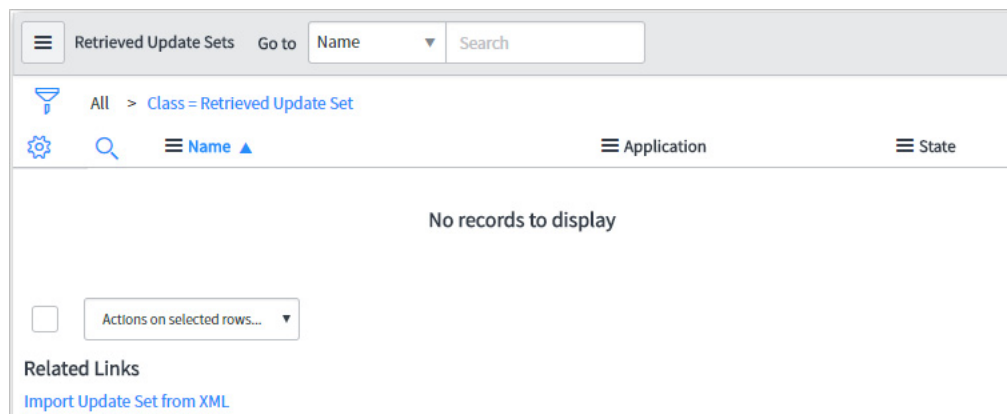 Retrieved Update Sets Go to Name Search
All > Class = Retrieved Update Set
Name Application State
No records to display
Actions on selected rows...
Related Links
Import Update Set from XML